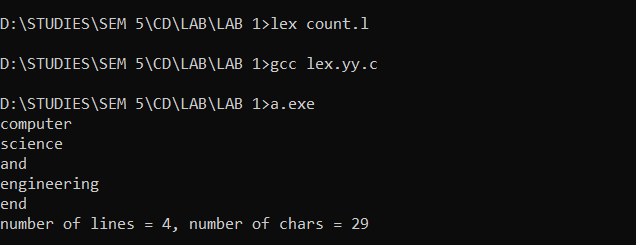 D:\STUDIES\SEM 5\CD\LAB\LAB 1>lex count.l
D:\STUDIES\SEM 5\CD\LAB\LAB 1>gcc lex.yy.c
D:\STUDIES\SEM 5\CD\LAB\LAB 1>a.exe
computer
science
and
engineering
end
number of lines = 4, number of chars = 29